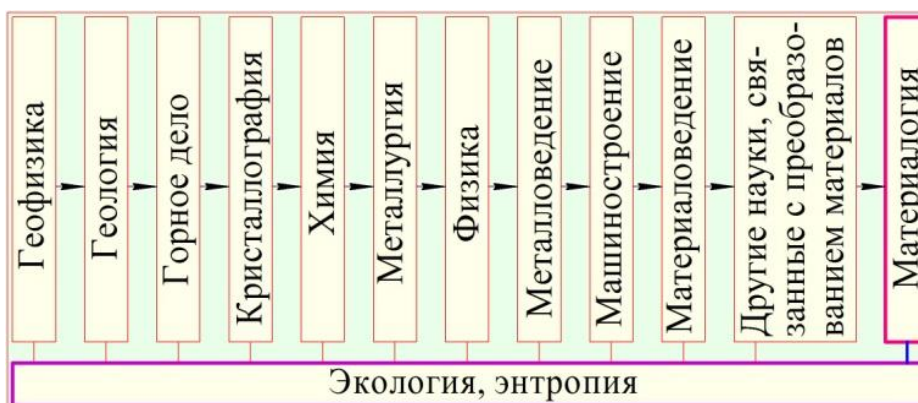 Геофизика
Геология
Горное дело
Кристаллография
Химия
Металлургия
Физика
Металловедение
Машиностроение
Материаловедение
Другие науки, свя-
занные с преобразо-
ванием материалов
Материалогия
Экология, энтропия